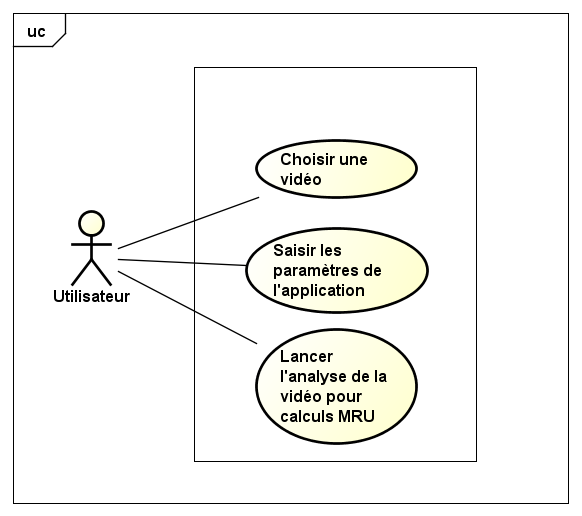 uc
Choisir une
vidéo
Saisir les
paramètres de
l'application
Utilisateur
Lancer
l'analyse de la
vidéo pour
calculs MRU